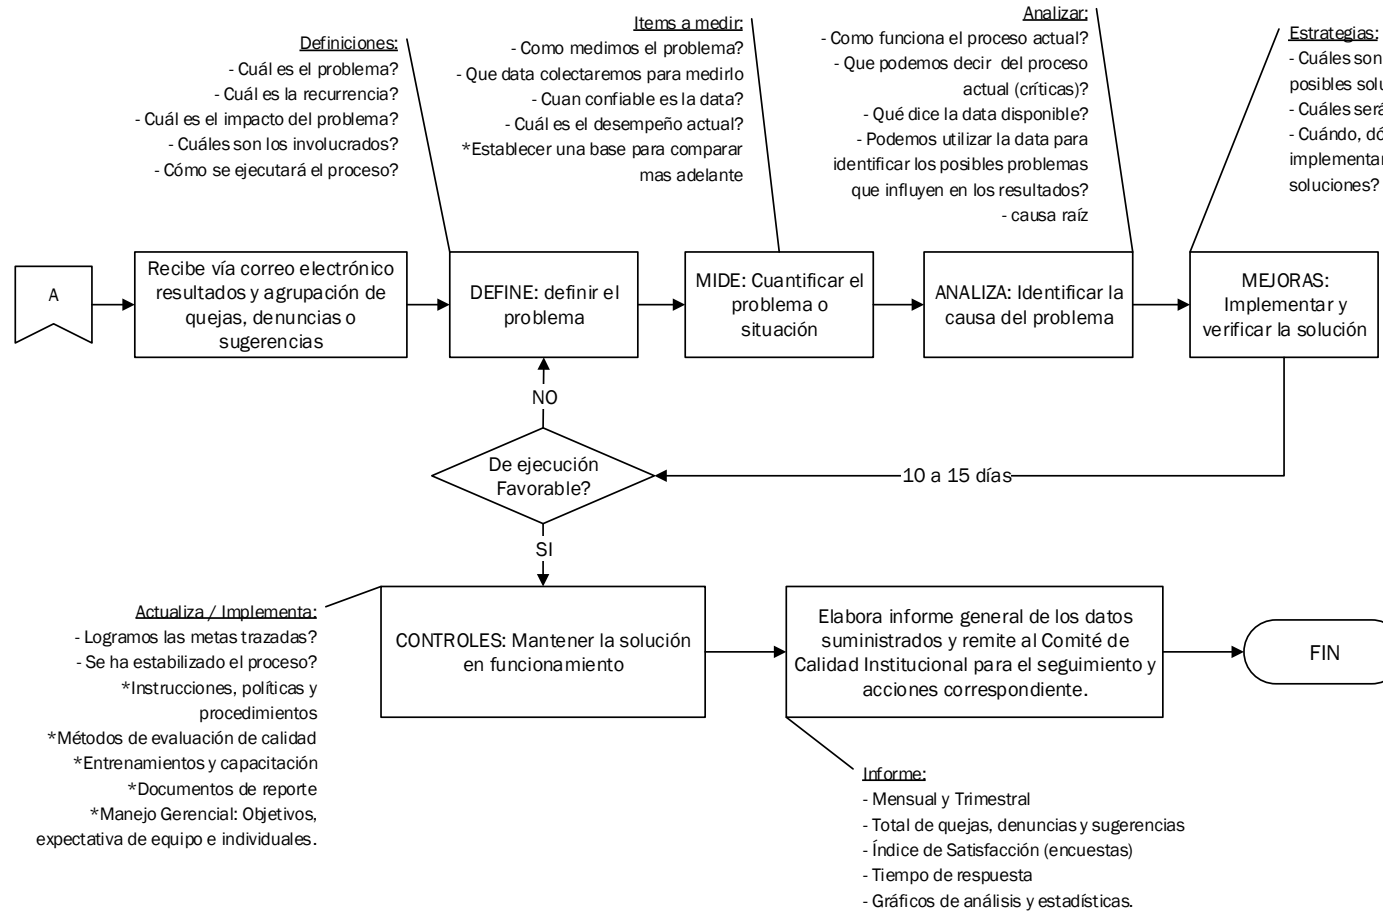 Definiciones:
- Cuál es el problema?
- Cuál es la recurrencia?
- Cuál es el impacto del problema?
- Cuáles son los involucrados?
- Cómo se ejecutará el proceso?
Items a medir:
- Como medimos el problema?
- Que data colectaremos para medirlo
- Cuan confiable es la data?
- Cuál es el desempeño actual?
*Establecer una base para comparar
mas adelante
Analizar:
- Como funciona el proceso actual?
- Que podemos decir del proceso
actual (críticas)?
- Qué dice la data disponible?
- Podemos utilizar la data para
identificar los posibles problemas
que influyen en los resultados?
- causa raíz
Estrategias:
- Cuáles son
posibles
- Cuáles
- Cuándo,
soluciones?
A
Recibe vía correo electrónico
resultados y agrupación de
quejas, denuncias o
sugerencias
DEFINE: definir el
problema
MIDE: Cuantificar el
problema o
situación
ANALIZA: Identificar la
causa del problema
MEJORAS:
Implementar y
verificar la solución
NO
De ejecución
Favorable?
10 a 15 días
SI
Actualiza / Implementa:
- Logramos las metas trazadas?
- Se ha estabilizado el proceso?
*Instrucciones, políticas y
procedimientos
*Métodos de evaluación de calidad
*Entrenamientos y capacitación
*Documentos de reporte
*Manejo Gerencial: Objetivos,
expectativa de equipo e individuales.
CONTROLES: Mantener la solución
en funcionamiento
Elabora informe general de los datos
suministrados y remite al Comité de
Calidad Institucional para el seguimiento y
acciones correspondiente.
FIN
Informe:
- Mensual y Trimestral
- Total de quejas, denuncias y sugerencias
- Índice de Satisfacción (encuestas)
- Tiempo de respuesta
- Gráficos de análisis y estadísticas.